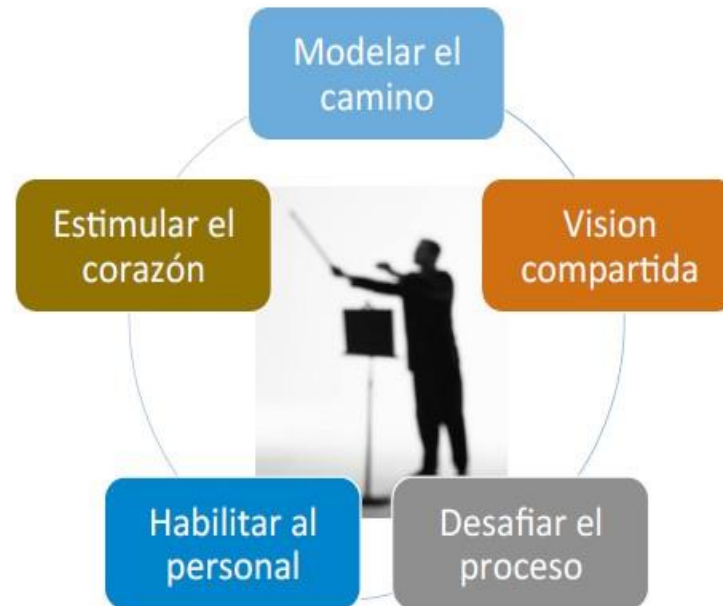 Modelar el
camino
Vision
compartida
Desafiar el
proceso
Habilitar al
personal
Estimular el
corazón